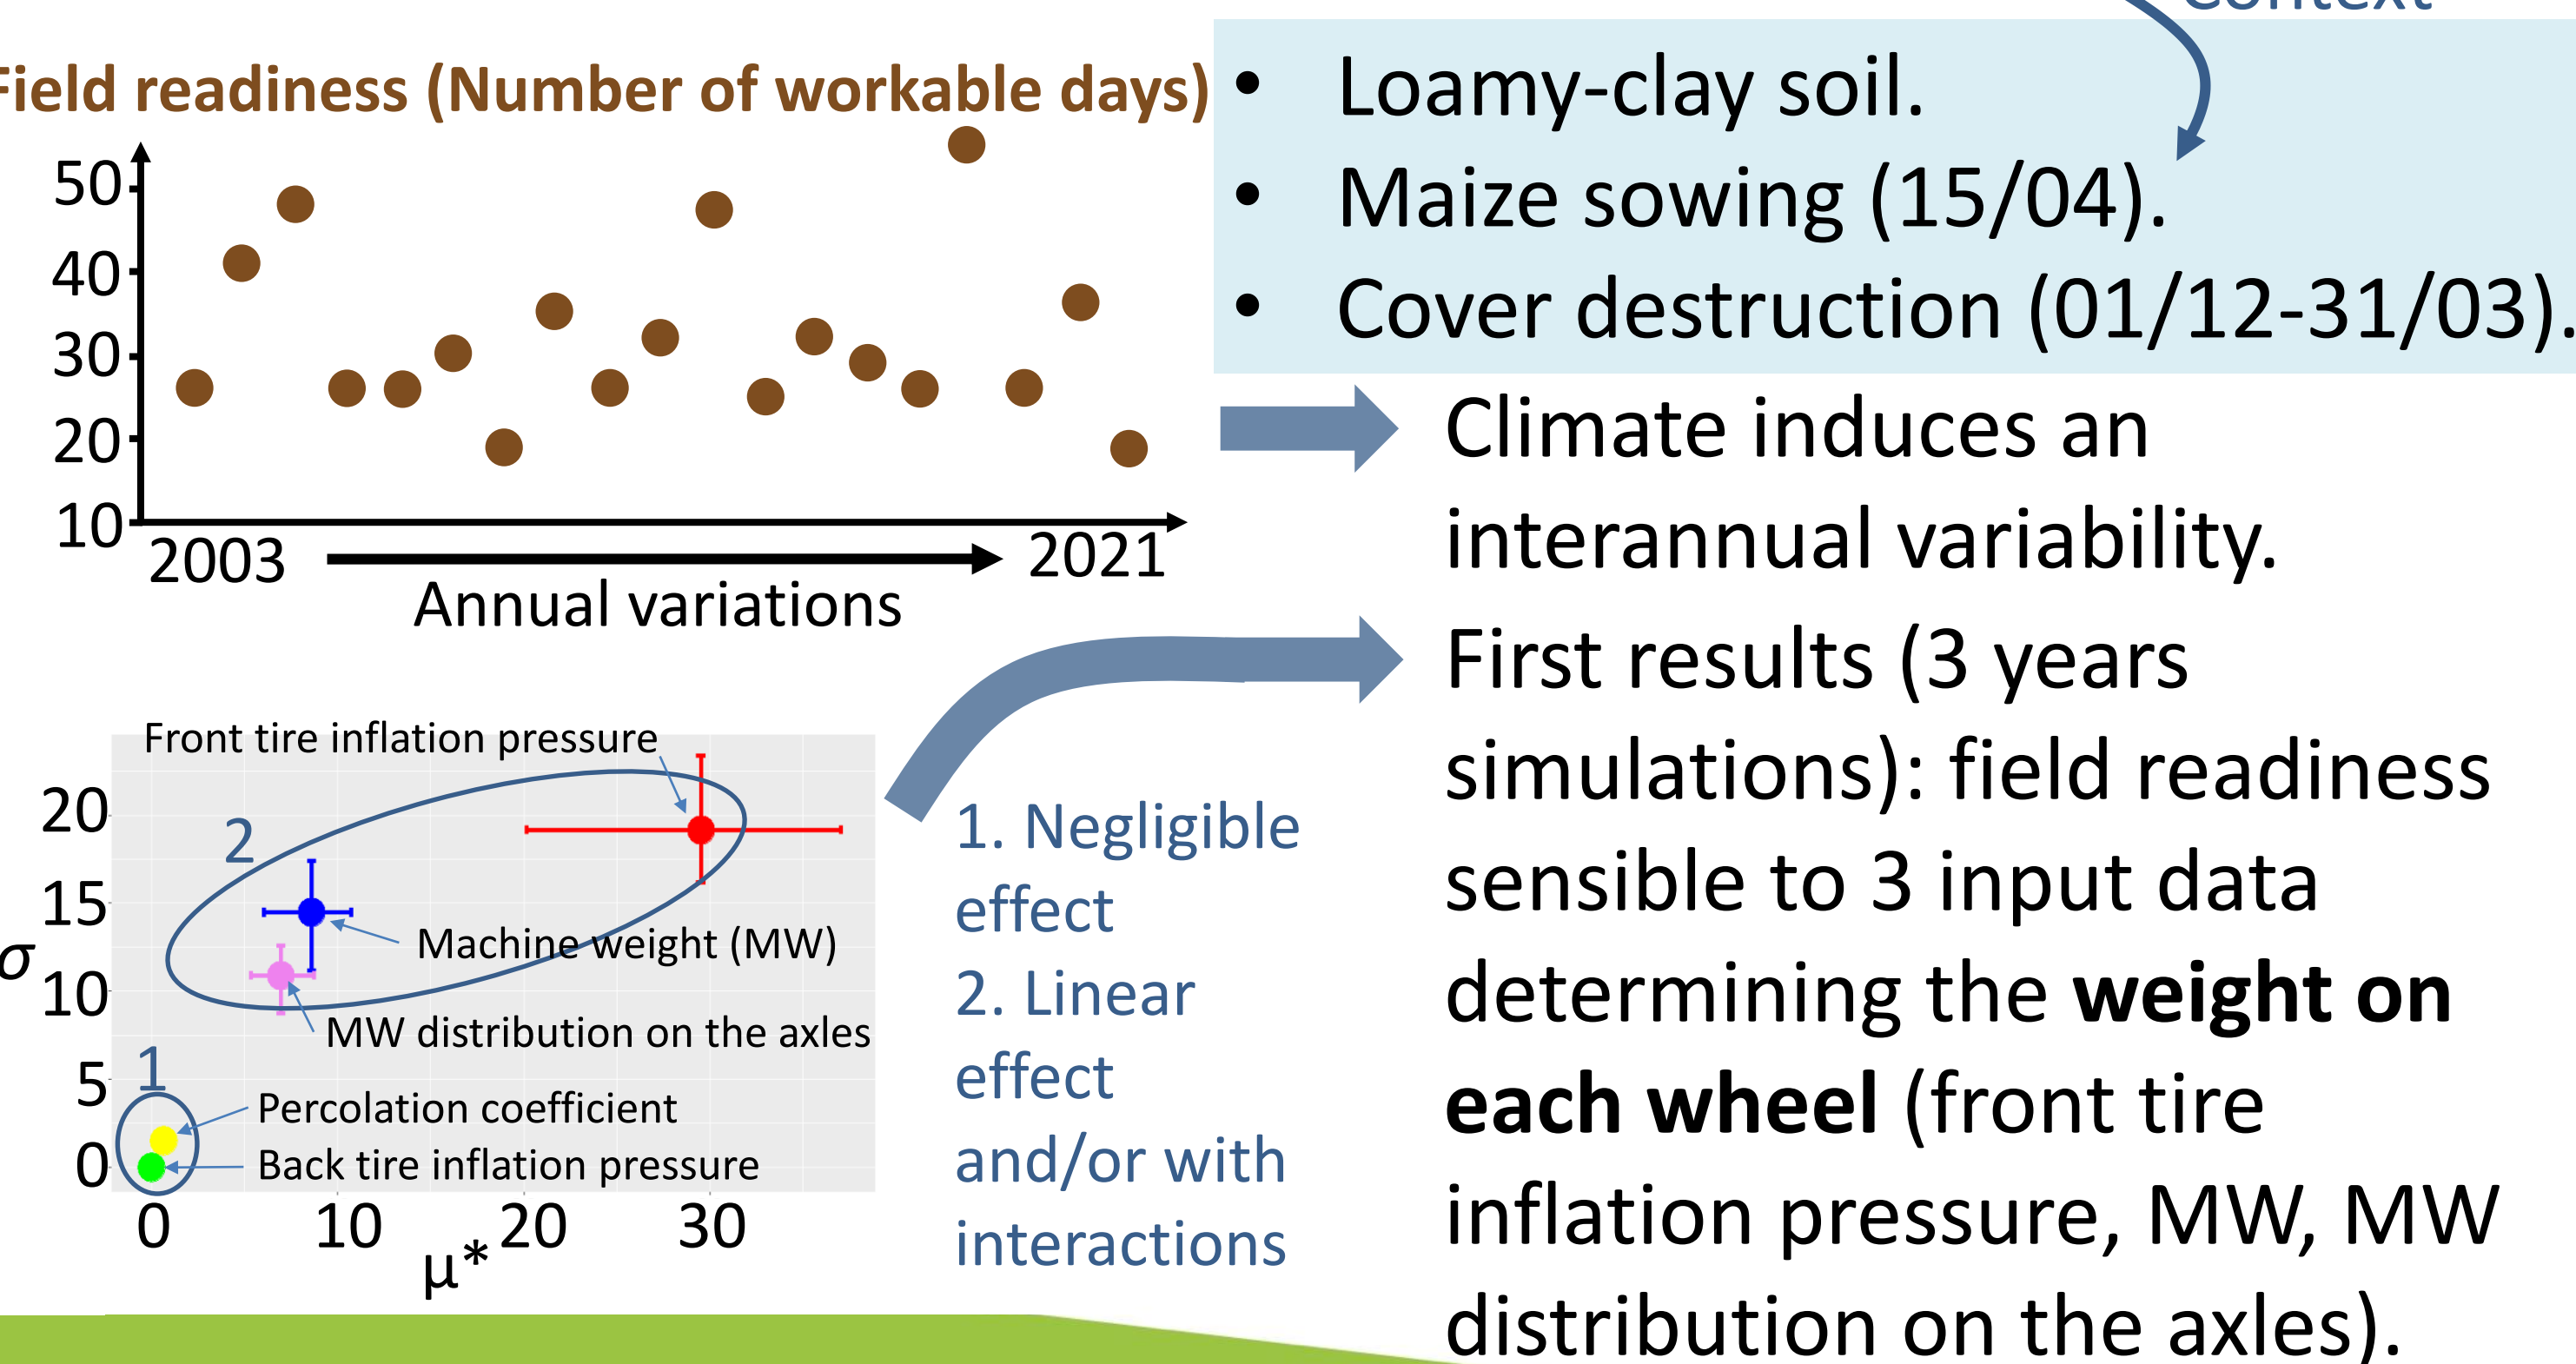 Context
Field readiness (Number of workable days)
50
40
30
20
10
2003
2021
Annual variations
• Loamy-clay soil.
• Maize sowing (15/04).
• Cover destruction (01/12-31/03).
Climate induces an
interannual variability.
First results (3 years
simulations): field readiness
sensible to 3 input data
determining the weight on
each wheel (front tire
inflation pressure, MW, MW
distribution on the axles).
Front tire inflation pressure
2
Machine weight (MW)
MW distribution on the axles
1
Percolation coefficient
Back tire inflation pressure
20
15
σ
10
5
0
0
10
20
30
μ*
1. Negligible
effect
2. Linear
effect
and/or with
interactions